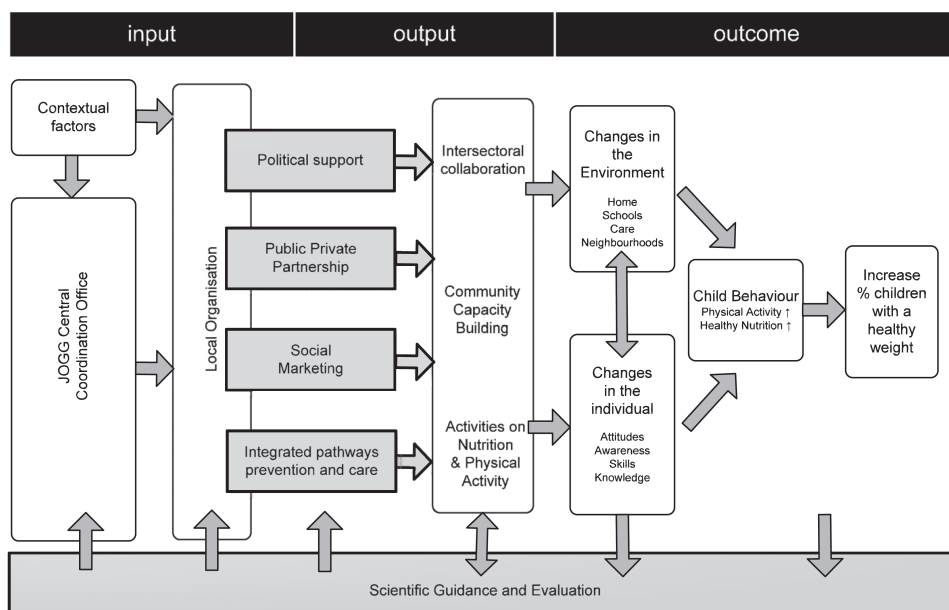 input
output
outcome
Contextual
factors
JOGG Central
Coordination Office
Local Organisation
Political support
Public Private
Partnership
Social
Marketing
Integrated pathways
prevention and care
Intersectoral
collaboration
Community
Capacity
Building
Activities on
Nutrition
& Physical
Activity
Changes in
the
Environment
Home
Schools
Care
Neighbourhoods
Changes
in the
individual
Attitudes
Awareness
Skills
Knowledge
Child Behaviour
Physical Activity ↑
Healthy Nutrition ↑
Increase
% children
with a
healthy
weight
Scientific Guidance and Evaluation